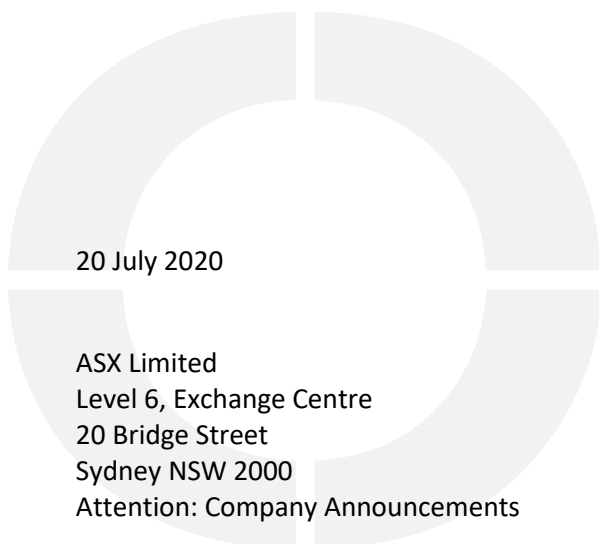 20 July 2020
ASX Limited
Level 6, Exchange Centre
20 Bridge Street
Sydney NSW 2000
Attention: Company Announcements